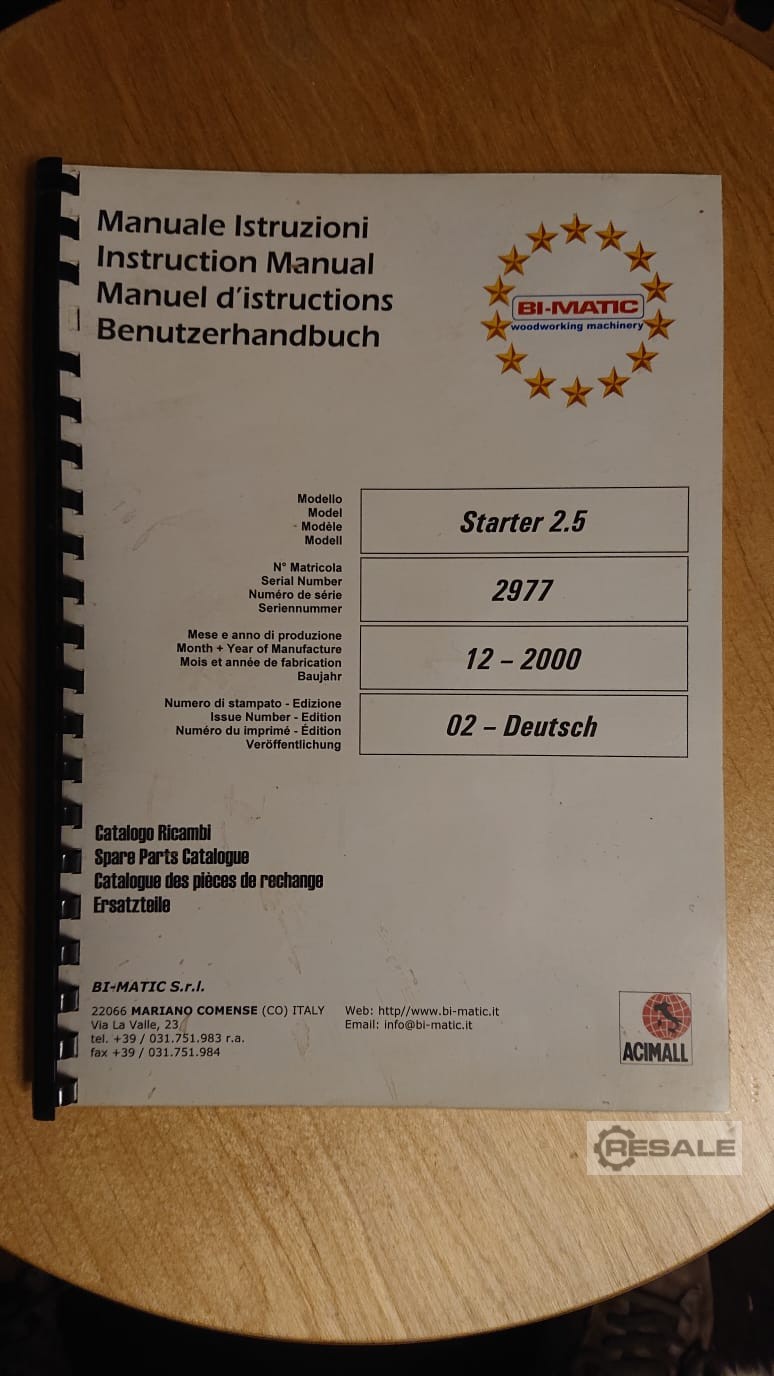 Manuale Istruzioni
Instruction Manual
Manuel d'istructions
Benutzerhandbuch
BI-MATIC
woodworking machinery
Modello
Model
Modèle
Modell
Starter 2.5
N° Matricola
Serial Number
Numéro de série
Seriennummer
2977
Mese e anno di produzione
Month + Year of Manufacture
Mois et année de fabrication
Baujahr
12 – 2000
Numero di stampato - Edizione
Issue Number - Edition
Numéro du imprimé - Édition
Veröffentlichung
02 – Deutsch
Catalogo Ricambi
Spare Parts Catalogue
Catalogue des pièces de rechange
Ersatzteile
BI-MATIC S.r.l.
22066 MARIANO COMENSE (CO) ITALY
Via La Valle, 23
tel. +39 / 031.751.983 r.a.
fax +39 / 031.751.984
Web: http//www.bi-matic.it
Email: info@bi-matic.it
ACIMALL
RESALE